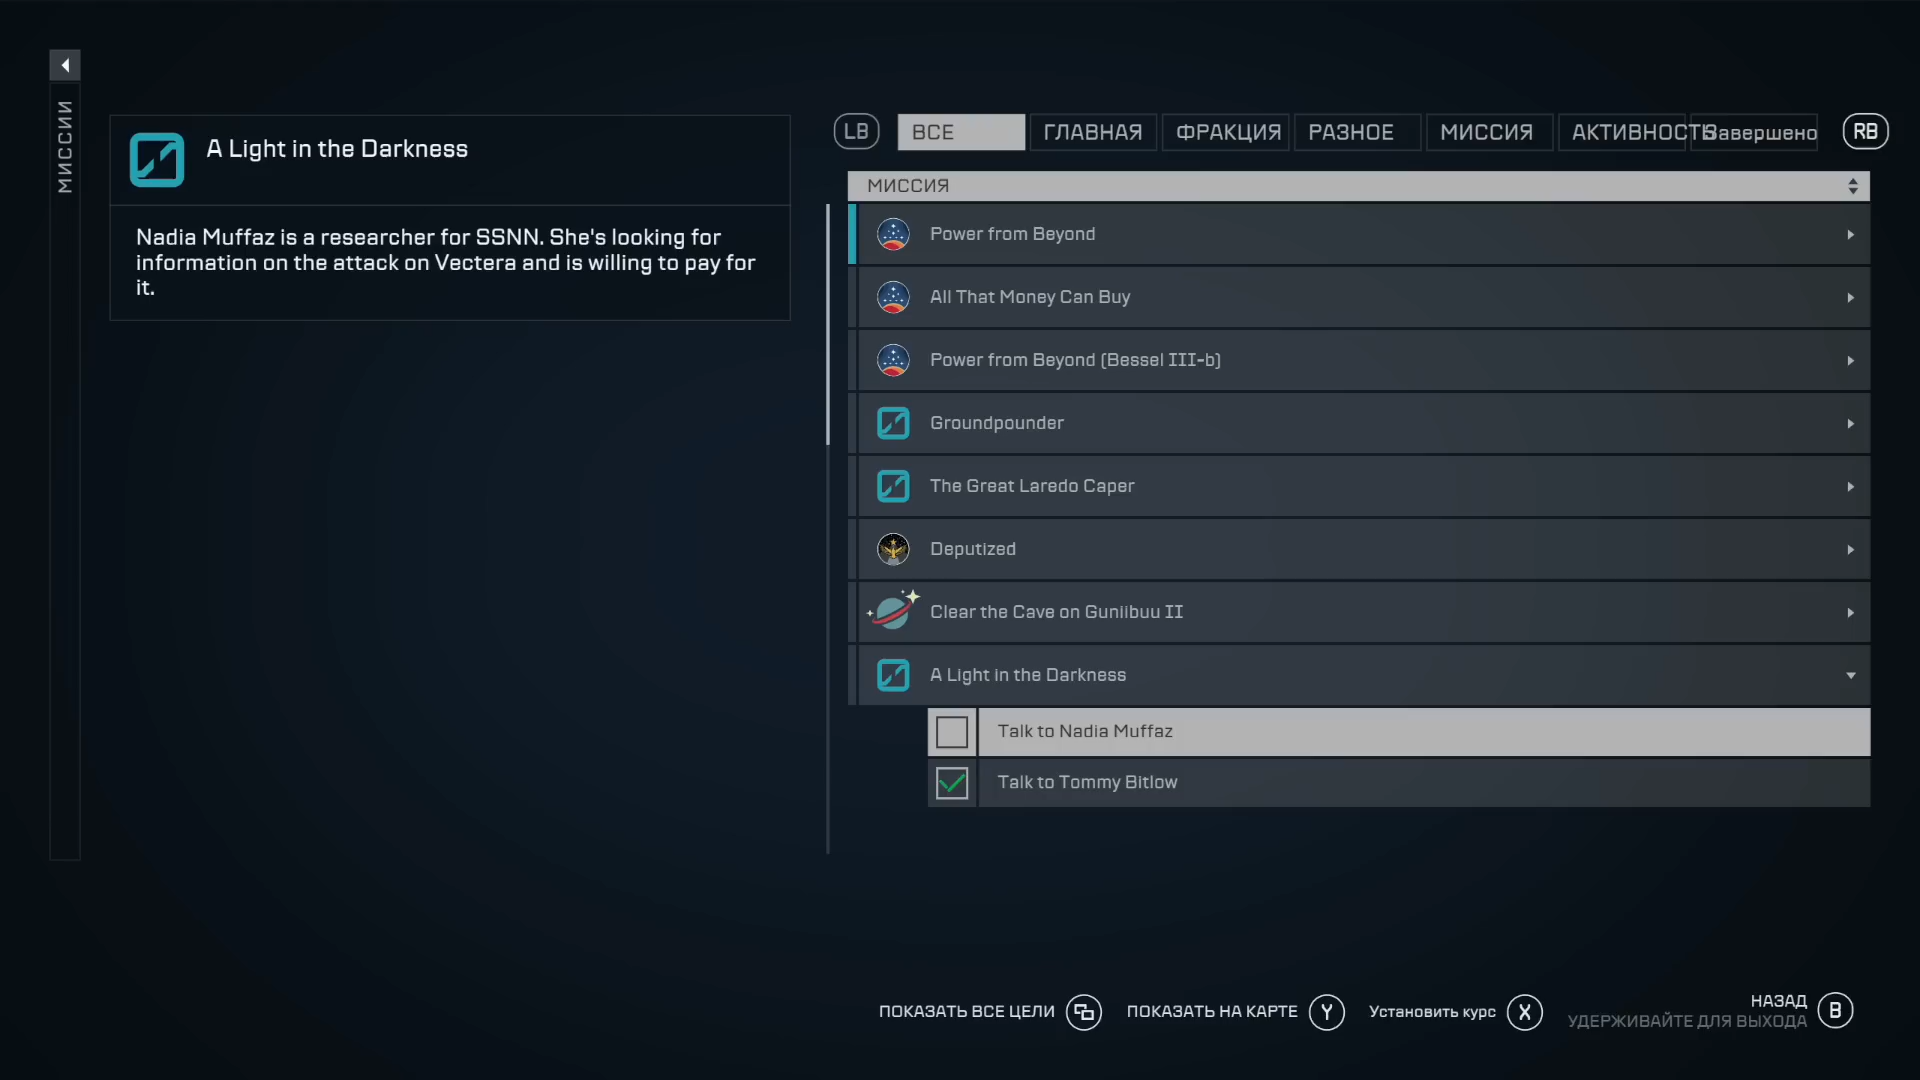 МИССИИ
A Light in the Darkness
Nadia Muffaz is a researcher for SSNN. She's looking for
information on the attack on Vectera and is willing to pay for
it.
LB
ВСЕ
ГЛАВНАЯ
ФРАКЦИЯ
РАЗНОЕ
МИССИЯ
АКТИВНОСТЬ
Завершено
RB
МИССИЯ
Power from Beyond
All That Money Can Buy
Power from Beyond (Bessel III-b)
Groundpounder
The Great Laredo Caper
Deputized
Clear the Cave on Guniibuu II
A Light in the Darkness
Talk to Nadia Muffaz
Talk to Tommy Bitlow
ПОКАЗАТЬ ВСЕ ЦЕЛИ
ПОКАЗАТЬ НА КАРТЕ Y
Установить курс X
НАЗАД
УДЕРЖИВАЙТЕ ДЛЯ ВЫХОДА
B